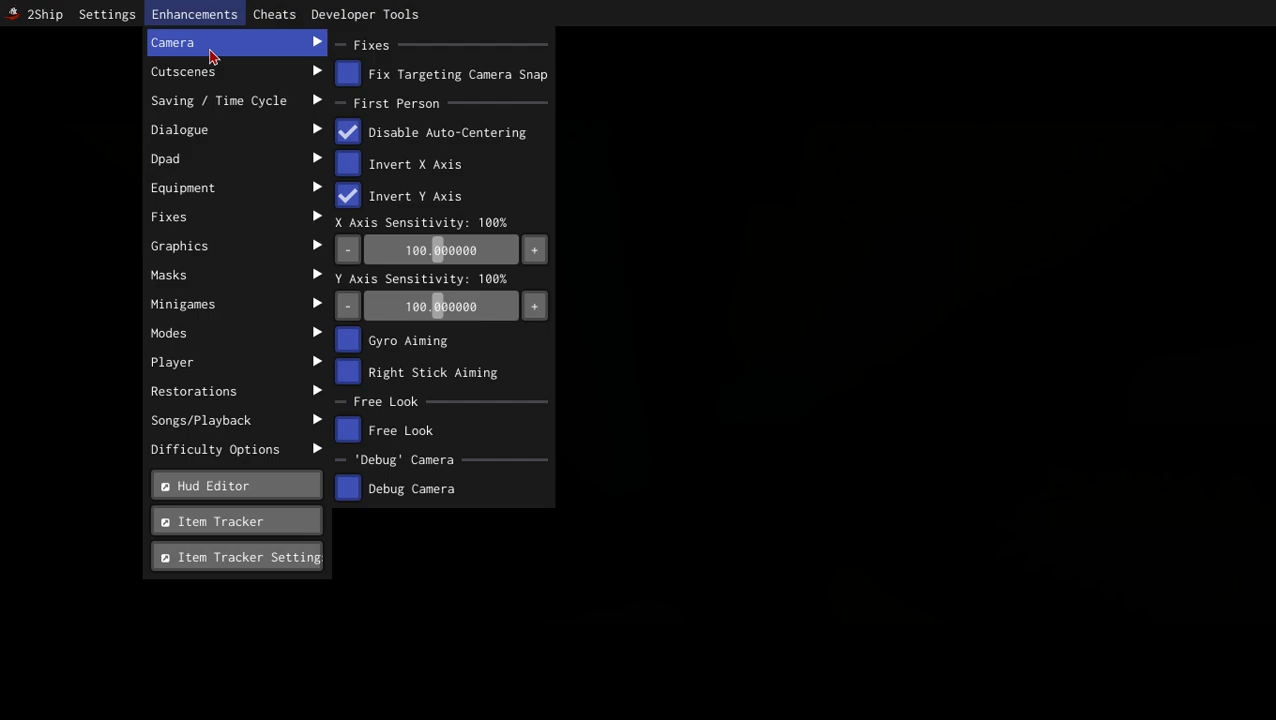 2Ship Settings Enhancements Cheats Developer Tools
Camera
Cutscenes
Saving / Time Cycle
Dialogue
Dpad
Equipment
Fixes
Graphics
Masks
Minigames
Modes
Player
Restorations
Songs/Playback
Difficulty Options
Hud Editor
Item Tracker
Item Tracker Setting
Fixes
Fix Targeting Camera Snap
First Person
Disable Auto-Centering
Invert X Axis
Invert Y Axis
X Axis Sensitivity: 100%
- 100.000000 +
Y Axis Sensitivity: 100%
- 100.000000 +
Gyro Aiming
Right Stick Aiming
Free Look
Free Look
'Debug' Camera
Debug Camera